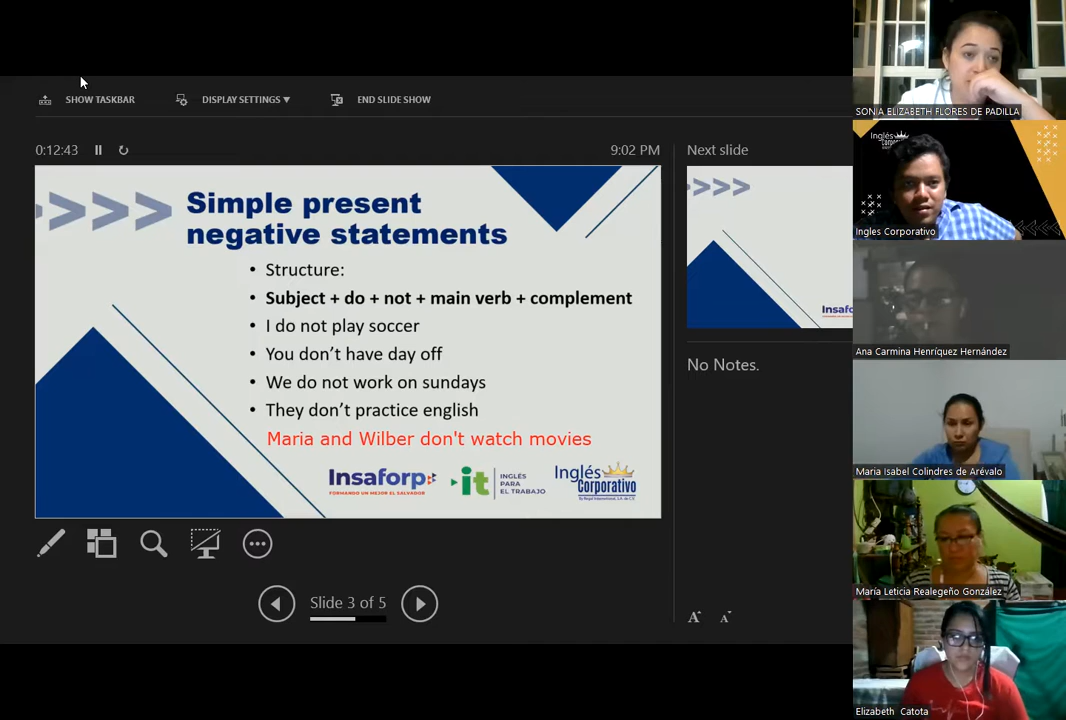 SHOW TASKBAR
DISPLAY SETTINGS
END SLIDE SHOW
0:12:43
9:02 PM
Next slide
Simple present
negative statements
• Structure:
• Subject + do + not + main verb + complement
• I do not play soccer
• You don't have day off
• We do not work on sundays
• They don't practice english
Maria and Wilber don't watch movies
Insaforp
FORMANDO UN MEJOR EL SALVADOR
it INGLÉS
PARA
EL TRABAJO
Inglés
Corporativo
Insafo
No Notes.
Slide 3 of 5
A A
SONIA ELIZABETH FLORES DE PADILLA
Inglés
Corporativo
Ingles Corporativo
Ana Carmina Henríquez Hernández
Maria Isabel Colindres de Arévalo
María Leticia Realegeño González
Elizabeth Catota